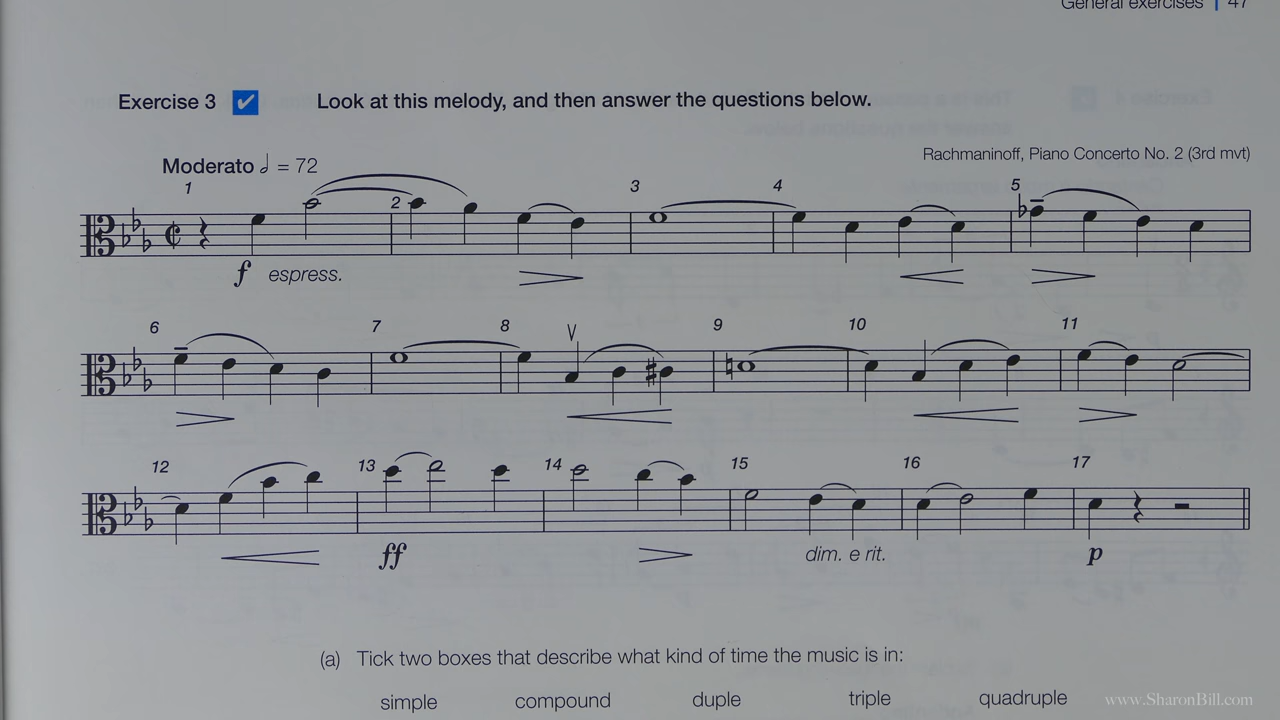 General exercises | 47
Exercise 3 ✔ Look at this melody, and then answer the questions below.
Rachmaninoff, Piano Concerto No. 2 (3rd mvt)
Moderato 𝅗𝅥 = 72
1 2 3 4 5
f espress.
6 7 8 9 10 11
12 13 14 15 16 17
ff dim. e rit. p
(a) Tick two boxes that describe what kind of time the music is in:
simple compound duple triple quadruple
www.SharonBill.com